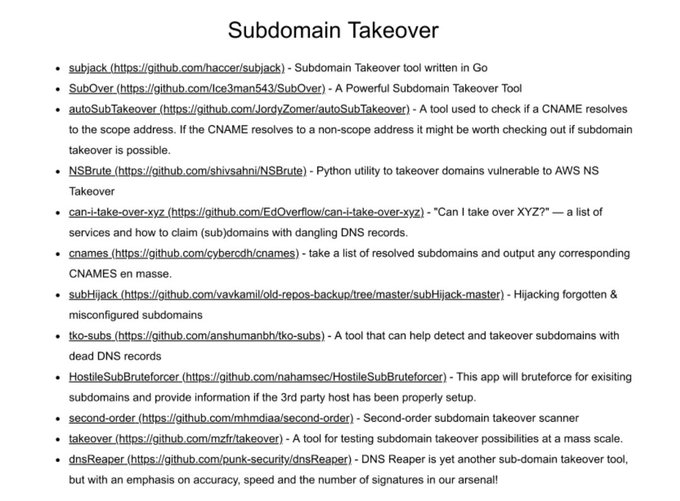 Subdomain Takeover
• subjack (https://github.com/haccer/subjack) - Subdomain Takeover tool written in Go
• SubOver (https://github.com/Ice3man543/SubOver) - A Powerful Subdomain Takeover Tool
• autoSubTakeover (https://github.com/JordyZomer/autoSubTakeover) - A tool used to check if a CNAME resolves
to the scope address. If the CNAME resolves to a non-scope address it might be worth checking out if subdomain
takeover is possible.
• NSBrute (https://github.com/shivsahni/NSBrute) - Python utility to takeover domains vulnerable to AWS NS
Takeover
• can-i-take-over-xyz (https://github.com/EdOverflow/can-i-take-over-xyz) - "Can I take over XYZ?" — a list of
services and how to claim (sub)domains with dangling DNS records.
• cnames (https://github.com/cybercdh/cnames) - take a list of resolved subdomains and output any corresponding
CNAMES en masse.
• subHijack (https://github.com/vavkamil/old-repos-backup/tree/master/subHijack-master) - Hijacking forgotten &
misconfigured subdomains
• tko-subs (https://github.com/anshumanbh/tko-subs) - A tool that can help detect and takeover subdomains with
dead DNS records
• HostileSubBruteforcer (https://github.com/nahamsec/HostileSubBruteforcer) - This app will bruteforce for exisiting
subdomains and provide information if the 3rd party host has been properly setup.
• second-order (https://github.com/mhmdiaa/second-order) - Second-order subdomain takeover scanner
• takeover (https://github.com/mzfr/takeover) - A tool for testing subdomain takeover possibilities at a mass scale.
• dnsReaper (https://github.com/punk-security/dnsReaper) - DNS Reaper is yet another sub-domain takeover tool,
but with an emphasis on accuracy, speed and the number of signatures in our arsenal!